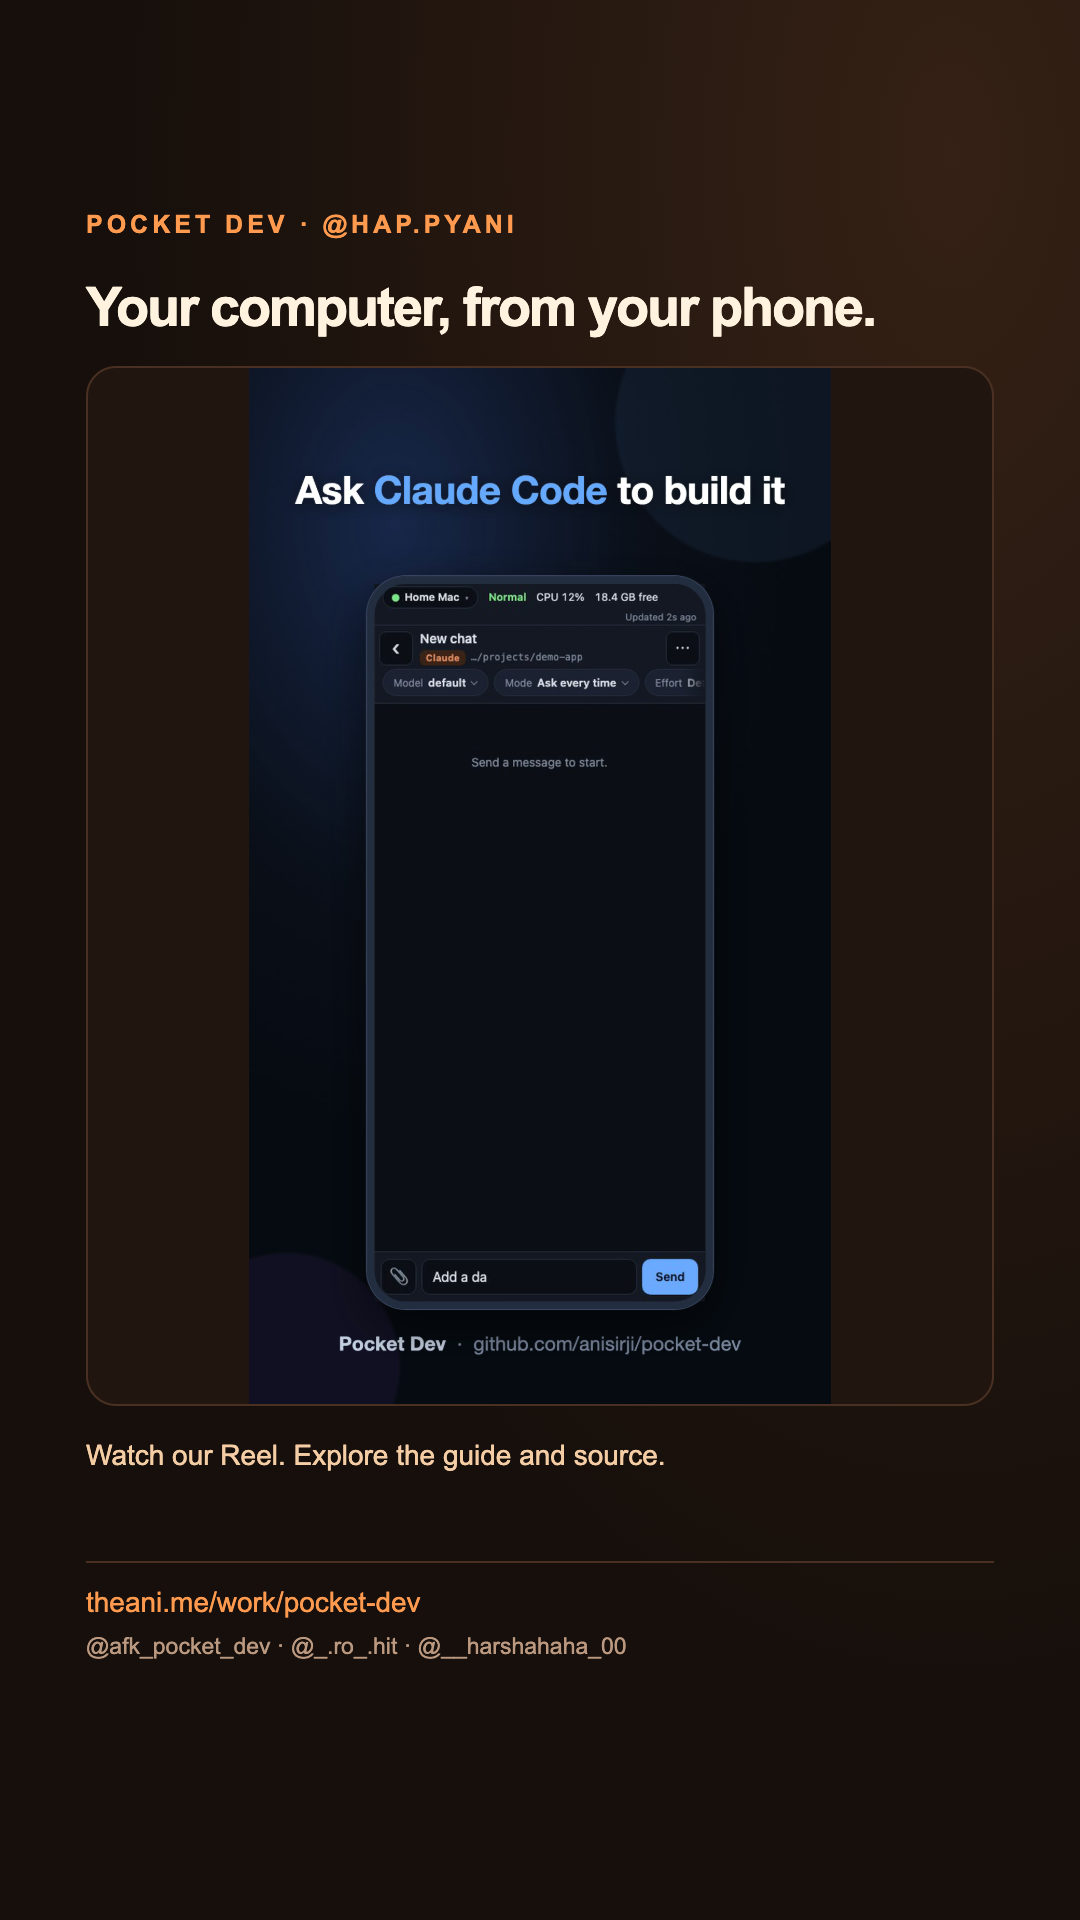 POCKET DEV · @HAP.PYANI
Your computer, from your phone.
Ask Claude Code to build it
Home Mac · Normal CPU 12% 18.4 GB free
Updated 2s ago
New chat
Claude …/projects/demo-app
Model default Mode Ask every time Effort
Send a message to start.
Add a da Send
Pocket Dev · github.com/anisirji/pocket-dev
Watch our Reel. Explore the guide and source.
theani.me/work/pocket-dev
@afk_pocket_dev · @_.ro_.hit · @__harshahaha_00